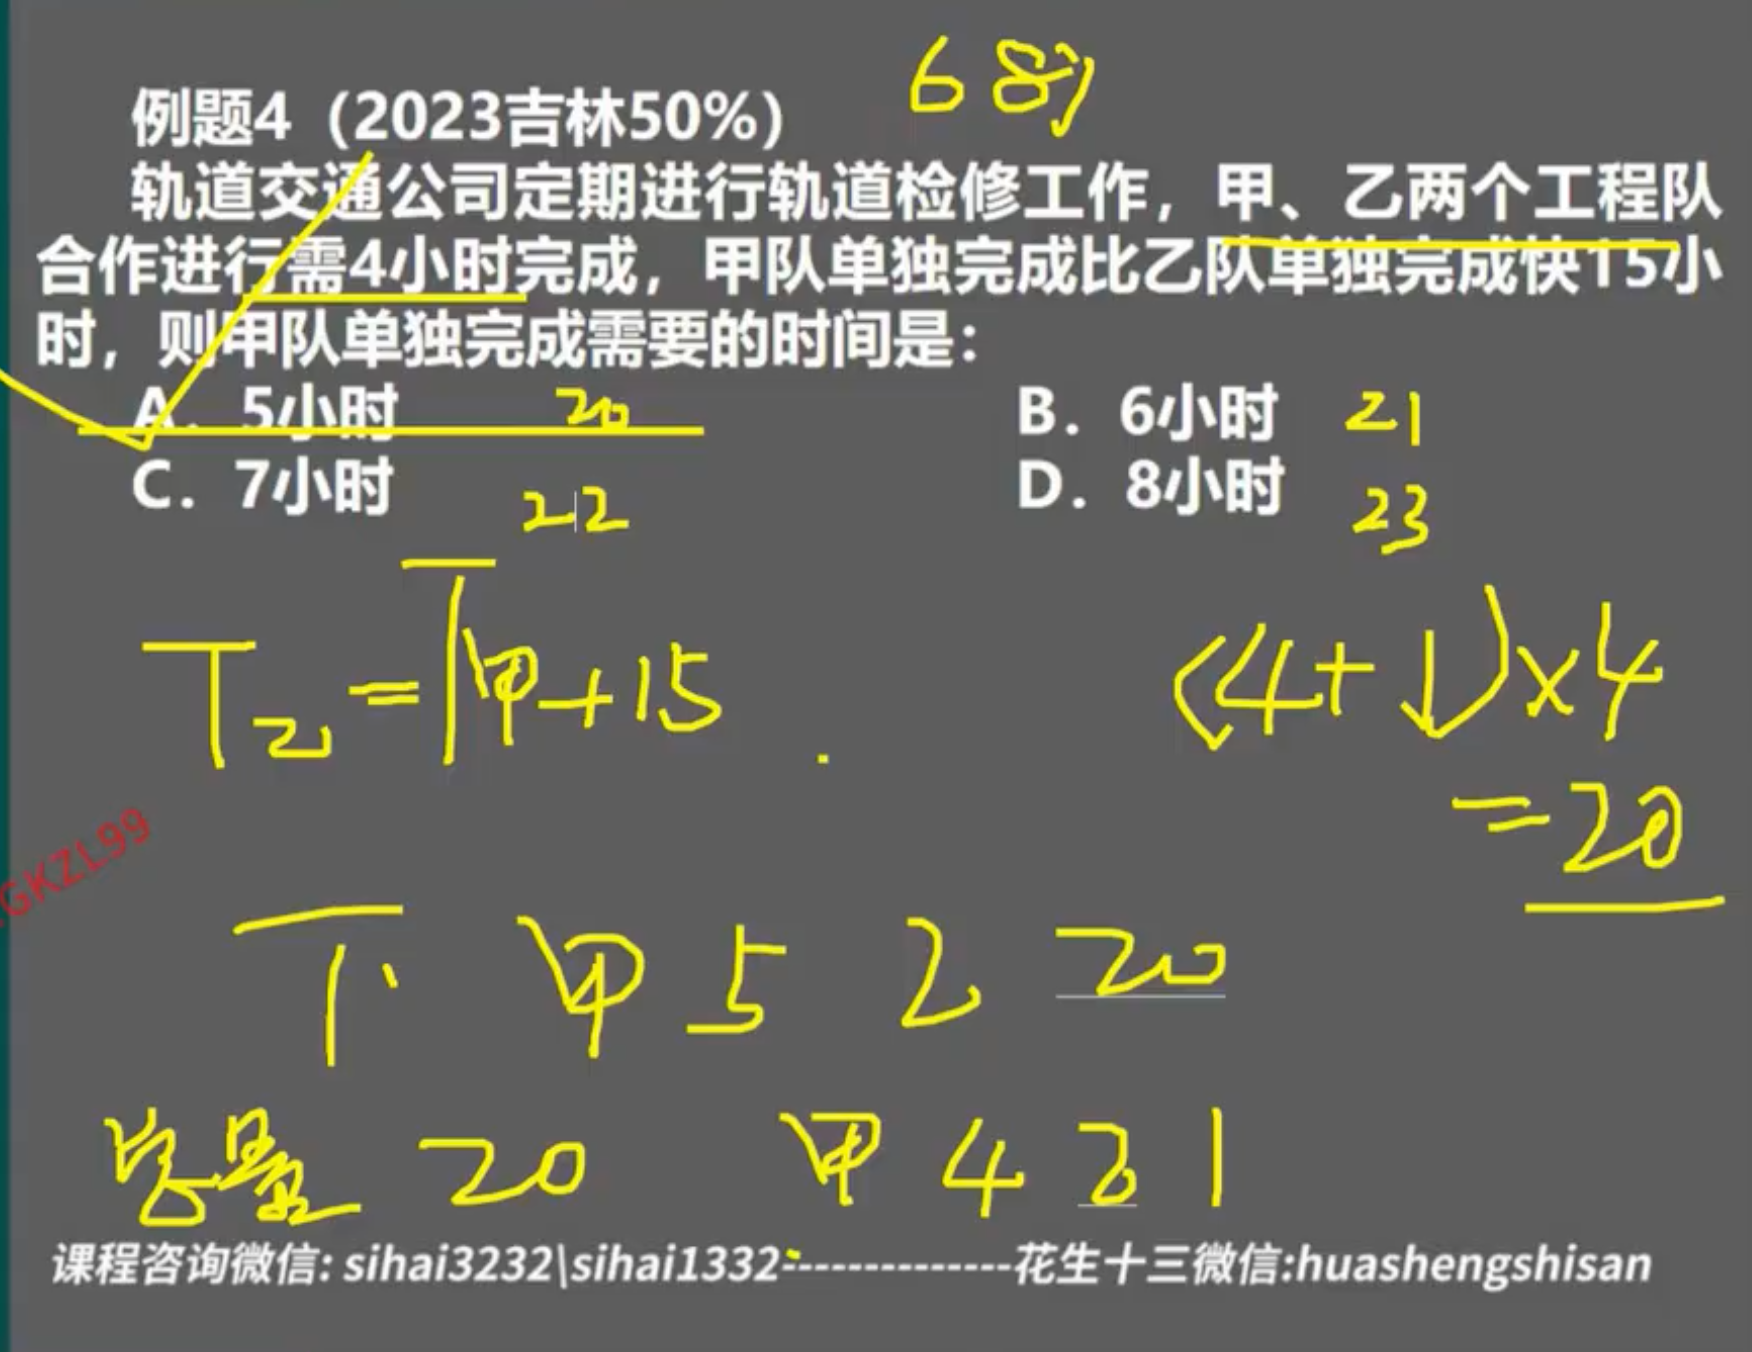 68岁
例题4（2023吉林50%）
轨道交通公司定期进行轨道检修工作，甲、乙两个工程队
合作进行需4小时完成，甲队单独完成比乙队单独完成快15小
时，则甲队单独完成需要的时间是：
A．5小时 20 B．6小时 21
C．7小时 22 D．8小时 23
T乙=T甲+15
(4+1)×4
=20
GKZL99
T 甲 5 乙 20
总量 20 甲 4 乙 1
课程咨询微信: sihai3232\sihai1332--------------花生十三微信:huashengshisan